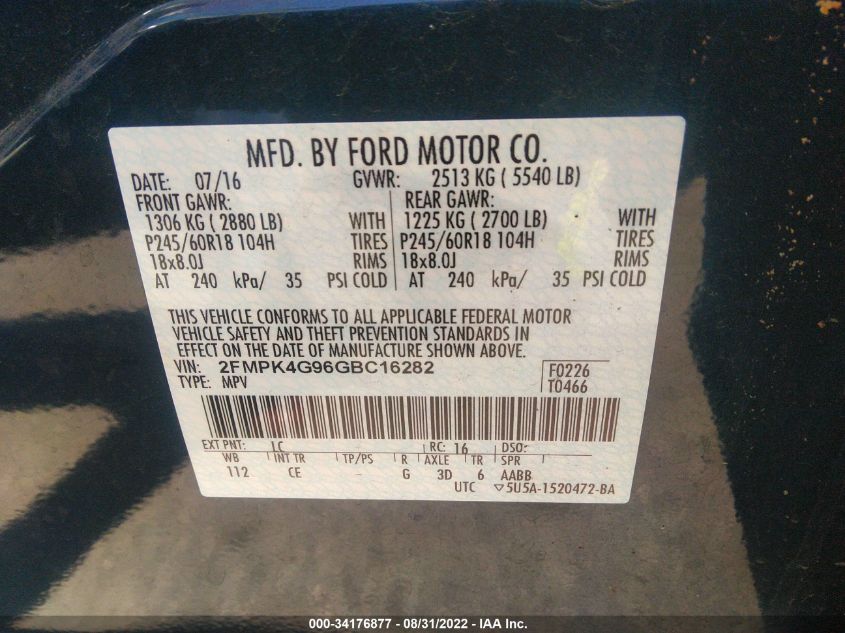 MFD. BY FORD MOTOR CO.
DATE: 07/16 GVWR: 2513 KG ( 5540 LB)
FRONT GAWR: REAR GAWR:
1306 KG ( 2880 LB) WITH 1225 KG ( 2700 LB) WITH
P245/60R18 104H TIRES P245/60R18 104H TIRES
18x8.0J RIMS 18x8.0J RIMS
AT 240 kPa/ 35 PSI COLD AT 240 kPa/ 35 PSI COLD
THIS VEHICLE CONFORMS TO ALL APPLICABLE FEDERAL MOTOR
VEHICLE SAFETY AND THEFT PREVENTION STANDARDS IN
EFFECT ON THE DATE OF MANUFACTURE SHOWN ABOVE.
VIN: 2FMPK4G96GBC16282 F0226
TYPE: MPV T0466
EXT PNT: LC RC: 16 DSO:
WB INT TR TP/PS R AXLE TR SPR
112 CE - G 3D 6 AABB
UTC ▽5U5A-1520472-BA
000-34176877 - 08/31/2022 - IAA Inc.